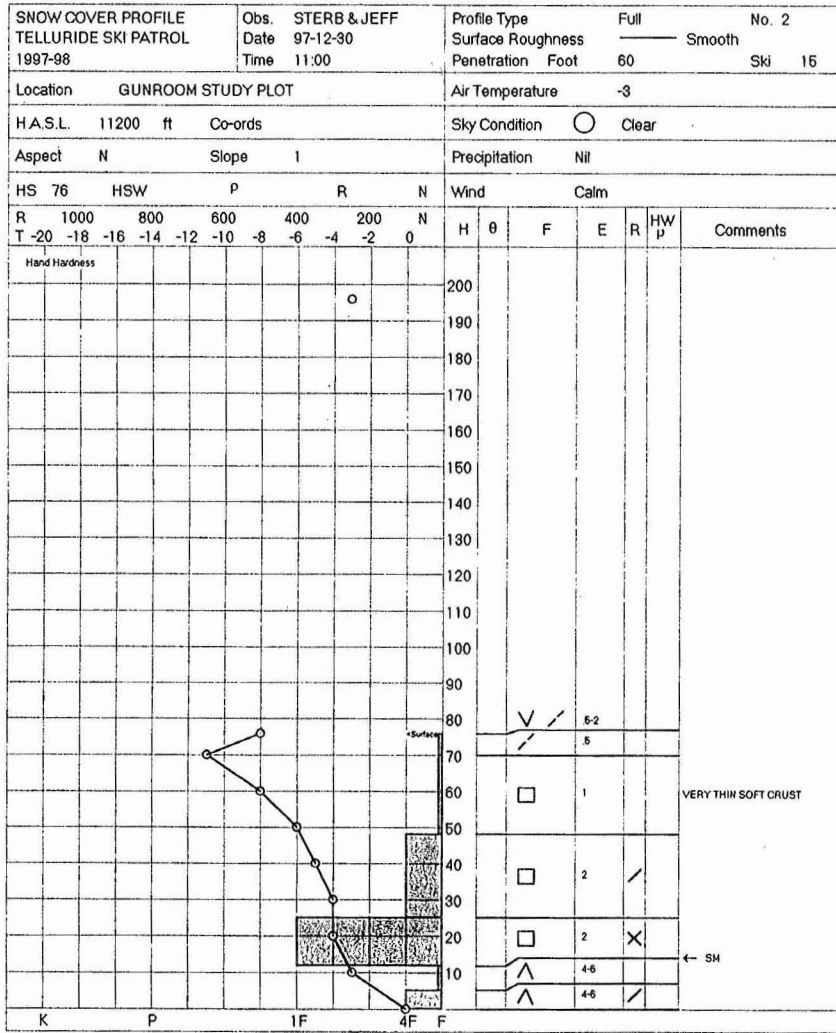 SNOW COVER PROFILE
TELLURIDE SKI PATROL
1997-98
Obs. STERB & JEFF
Date 97-12-30
Time 11:00
Profile Type Full No. 2
Surface Roughness Smooth
Penetration Foot 60 Ski 15
Location GUNROOM STUDY PLOT
Air Temperature -3
H.A.S.L. 11200 ft Co-ords
Sky Condition Clear
Aspect N Slope 1
Precipitation Nil
HS 76 HSW ρ R N
Wind Calm
R 1000 800 600 400 200 N
T -20 -18 -16 -14 -12 -10 -8 -6 -4 -2 0
H θ F E R HW ρ Comments
Hand Hardness
200
190
180
170
160
150
140
130
120
110
100
90
80
.5-2
Surface
.5
70
60
1 VERY THIN SOFT CRUST
50
40
2
30
20
2
SM
10
4-6
4-6
K P 1F 4F F